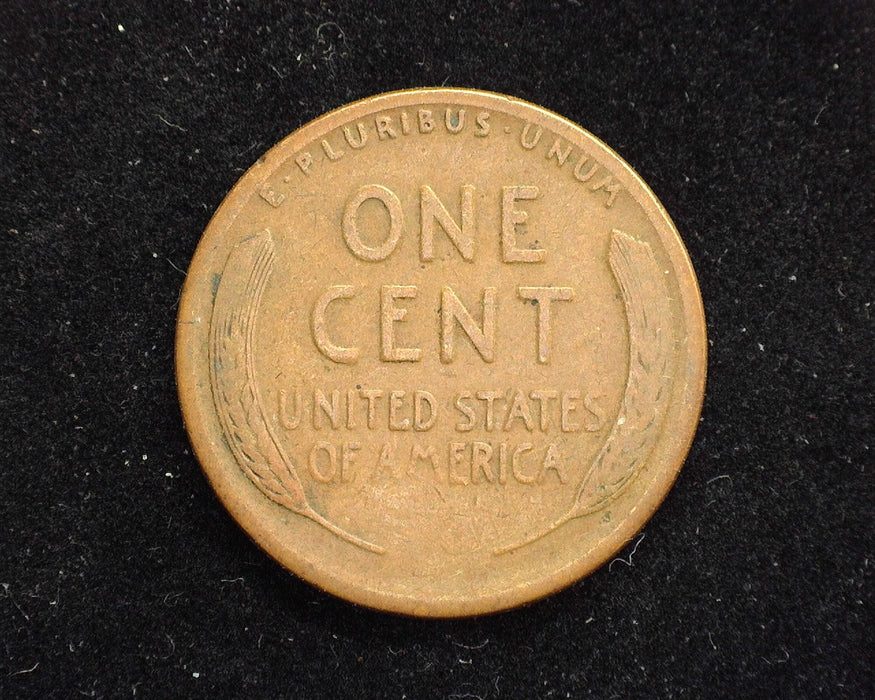 E·PLURIBUS·UNUM
ONE
CENT
UNITED STATES
OF AMERICA